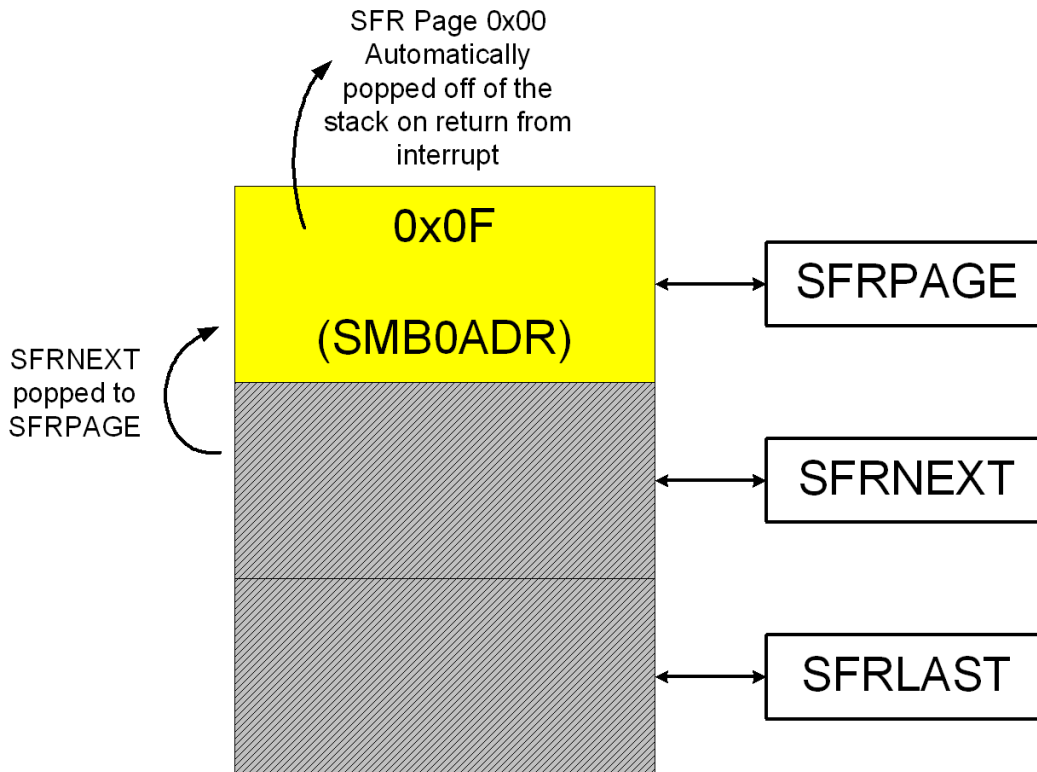 SFR Page 0x00
Automatically
popped off of the
stack on return from
interrupt
0x0F
(SMB0ADR)
SFRPAGE
SFRNEXT
popped to
SFRPAGE
SFRNEXT
SFRLAST